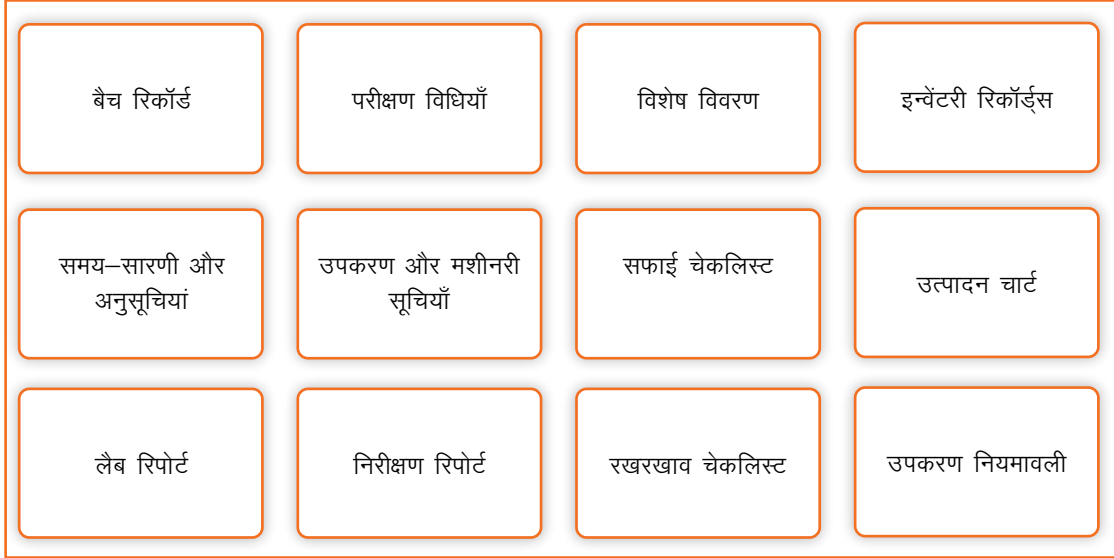 बैच रिकॉर्ड
परीक्षण विधियाँ
विशेष विवरण
इन्वेंटरी रिकॉर्ड्स
समय–सारणी और
अनुसूचियां
उपकरण और मशीनरी
सूचियाँ
सफाई चेकलिस्ट
उत्पादन चार्ट
लैब रिपोर्ट
निरीक्षण रिपोर्ट
रखरखाव चेकलिस्ट
उपकरण नियमावली